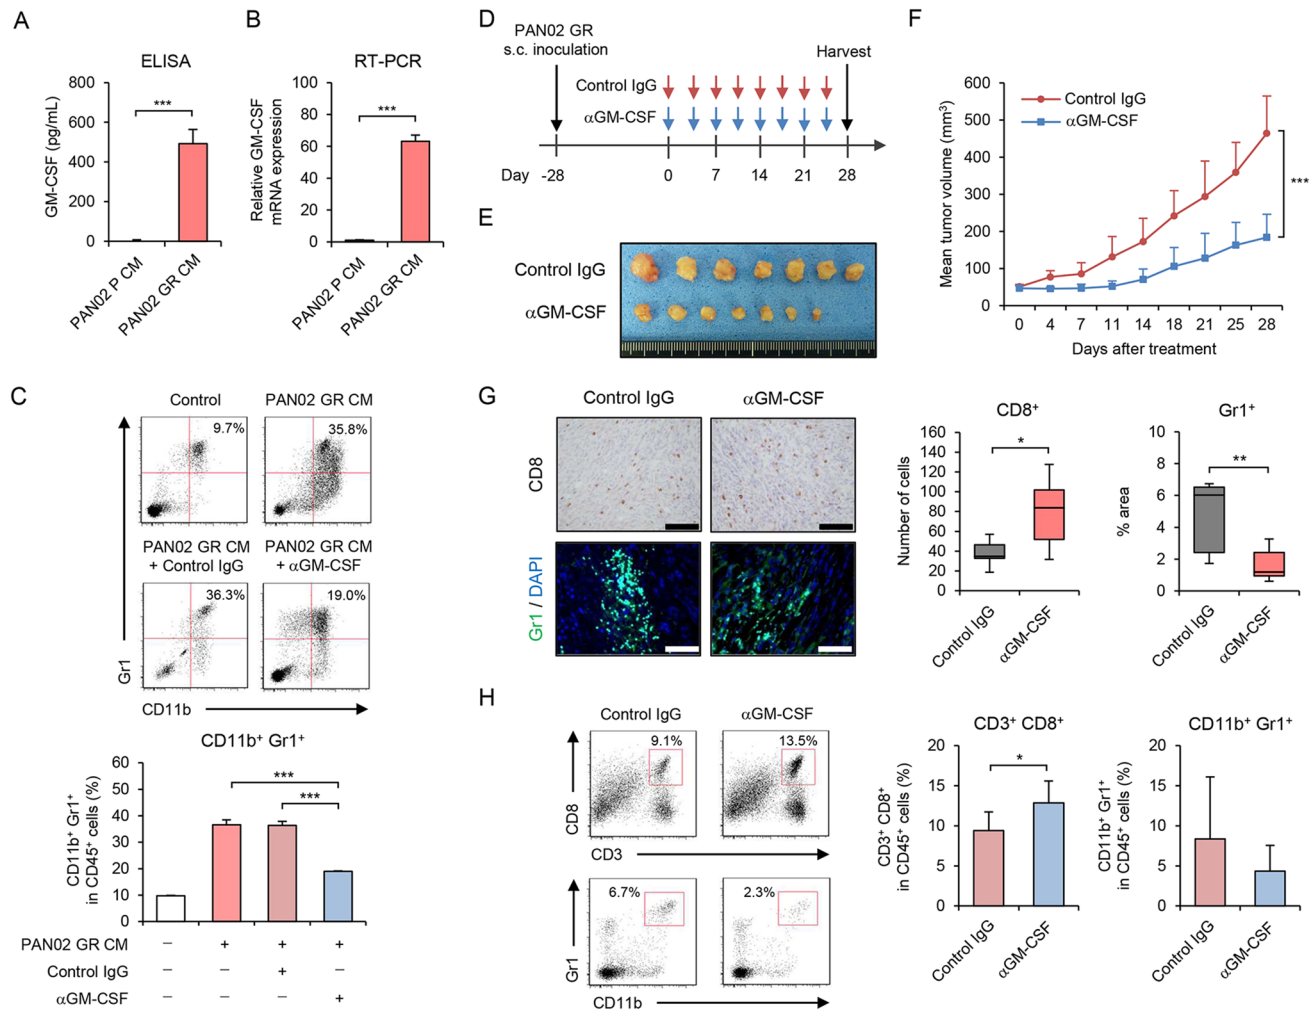 A
ELISA
GM-CSF (pg/mL)
800
600
400
200
0
***
PAN02 P CM
PAN02 GR CM
B
RT-PCR
Relative GM-CSF
mRNA expression
100
80
60
40
20
0
***
PAN02 P CM
PAN02 GR CM
C
Control
9.7%
PAN02 GR CM
35.8%
PAN02 GR CM
+ Control IgG
36.3%
PAN02 GR CM
+ αGM-CSF
19.0%
Gr1
CD11b
CD11b⁺ Gr1⁺
CD11b⁺ Gr1⁺
in CD45⁺ cells (%)
60
50
40
30
20
10
0
***
***
PAN02 GR CM – + + +
Control IgG – – + –
αGM-CSF – – – +
D
PAN02 GR
s.c. inoculation
Harvest
Control IgG
αGM-CSF
Day -28 0 7 14 21 28
E
Control IgG
αGM-CSF
F
Mean tumor volume (mm³)
600
500
400
300
200
100
0
Control IgG
αGM-CSF
***
0 4 7 11 14 18 21 25 28
Days after treatment
G
Control IgG
αGM-CSF
CD8
Gr1 / DAPI
CD8⁺
Number of cells
160
140
120
100
80
60
40
20
0
*
Control IgG
αGM-CSF
Gr1⁺
% area
10
8
6
4
2
0
**
Control IgG
αGM-CSF
H
Control IgG
αGM-CSF
9.1%
13.5%
CD8
CD3
6.7%
2.3%
Gr1
CD11b
CD3⁺ CD8⁺
CD3⁺ CD8⁺
in CD45⁺ cells (%)
20
15
10
5
0
*
Control IgG
αGM-CSF
CD11b⁺ Gr1⁺
CD11b⁺ Gr1⁺
in CD45⁺ cells (%)
20
15
10
5
0
Control IgG
αGM-CSF